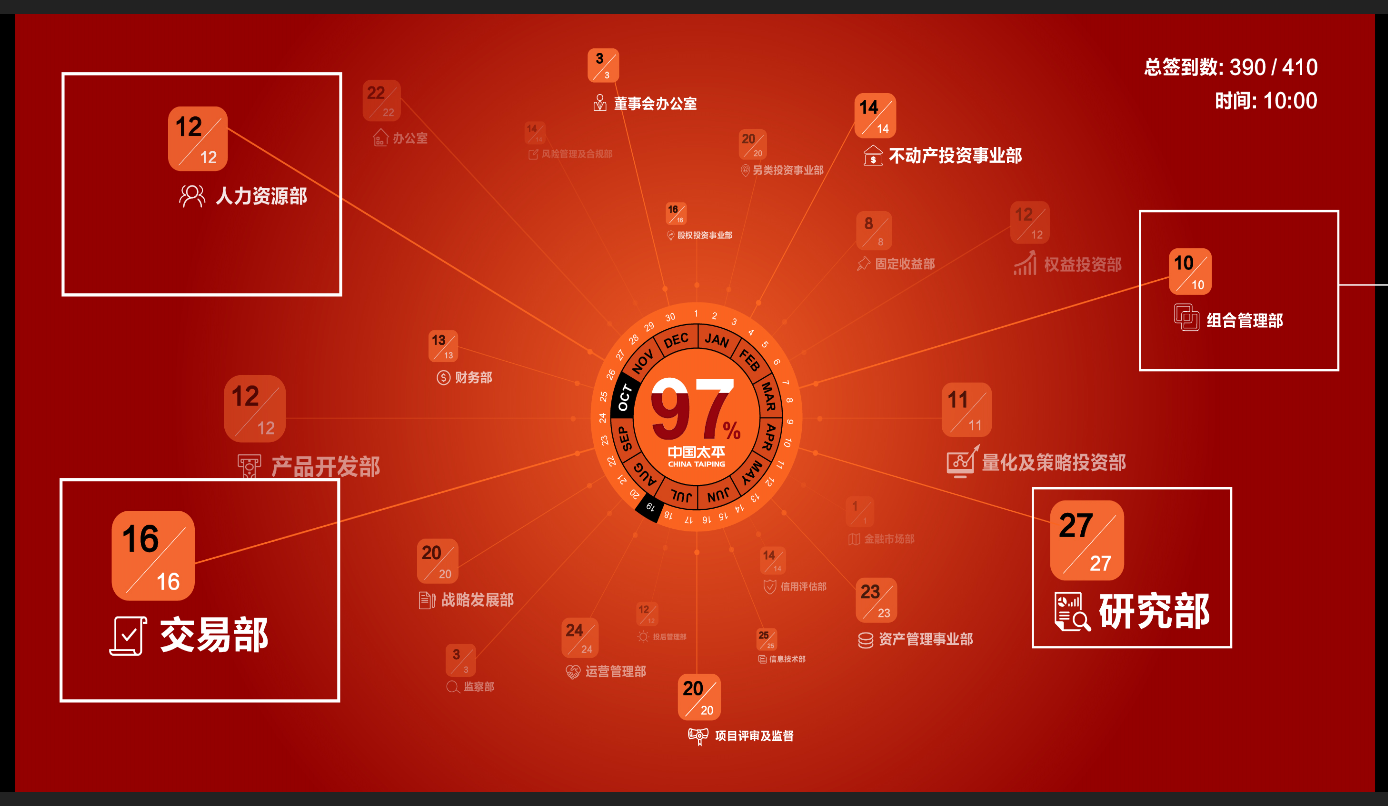 总签到数: 390 / 410
时间: 10:00
3
3
董事会办公室
22
22
办公室
12
12
人力资源部
14
14
风险管理及合规部
20
20
另类投资事业部
14
14
不动产投资事业部
16
16
股权投资事业部
8
8
固定收益部
12
12
权益投资部
10
10
组合管理部
13
13
财务部
12
12
产品开发部
11
11
量化及策略投资部
1 2 3 4 5 6 7 8 9 10 11 12 13 14 15 16 17 18 19 20 21 22 23 24 25 26 27 28 29 30
JAN FEB MAR APR MAY JUN JUL AUG SEP OCT NOV DEC
97%
中国太平
CHINA TAIPING
16
16
交易部
27
27
研究部
1
1
金融市场部
20
20
战略发展部
14
14
信用评估部
23
23
资产管理事业部
12
12
投后管理部
24
24
运营管理部
25
25
信息技术部
3
3
监察部
20
20
项目评审及监督